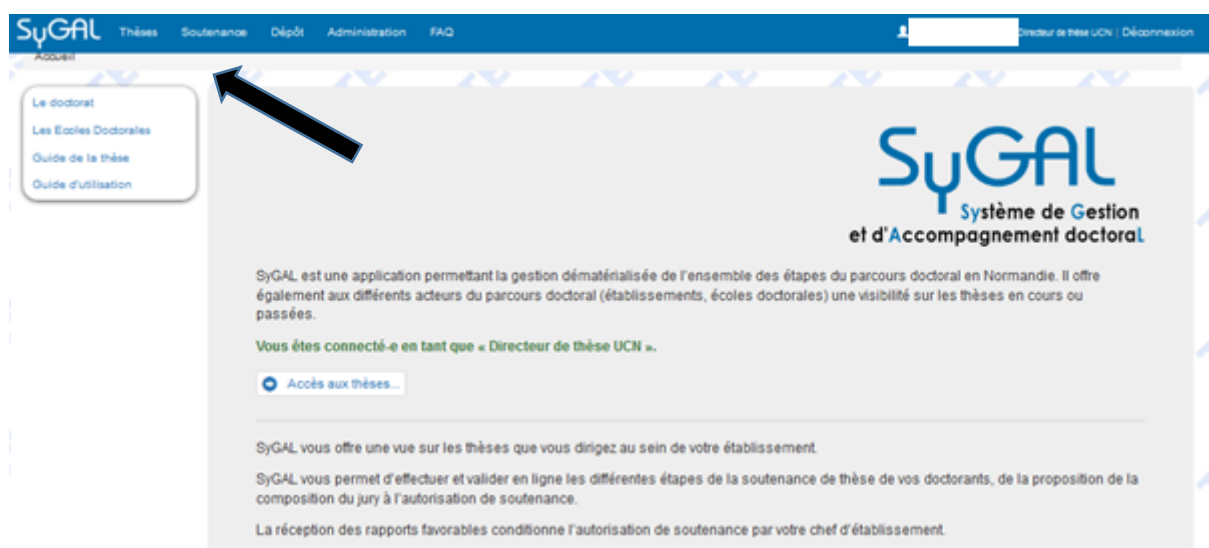 SyGAL Thèses Soutenance Dépôt Administration FAQ Directeur de thèse UCN | Déconnexion
Accueil
Le doctorat
Les Ecoles Doctorales
Guide de la thèse
Guide d'utilisation
SyGAL
Système de Gestion
et d'Accompagnement doctoraL
SyGAL est une application permettant la gestion dématérialisée de l'ensemble des étapes du parcours doctoral en Normandie. Il offre
également aux différents acteurs du parcours doctoral (établissements, écoles doctorales) une visibilité sur les thèses en cours ou
passées.
Vous êtes connecté-e en tant que « Directeur de thèse UCN ».
Accès aux thèses...
SyGAL vous offre une vue sur les thèses que vous dirigez au sein de votre établissement.
SyGAL vous permet d'effectuer et valider en ligne les différentes étapes de la soutenance de thèse de vos doctorants, de la proposition de la
composition du jury à l'autorisation de soutenance.
La réception des rapports favorables conditionne l'autorisation de soutenance par votre chef d'établissement.